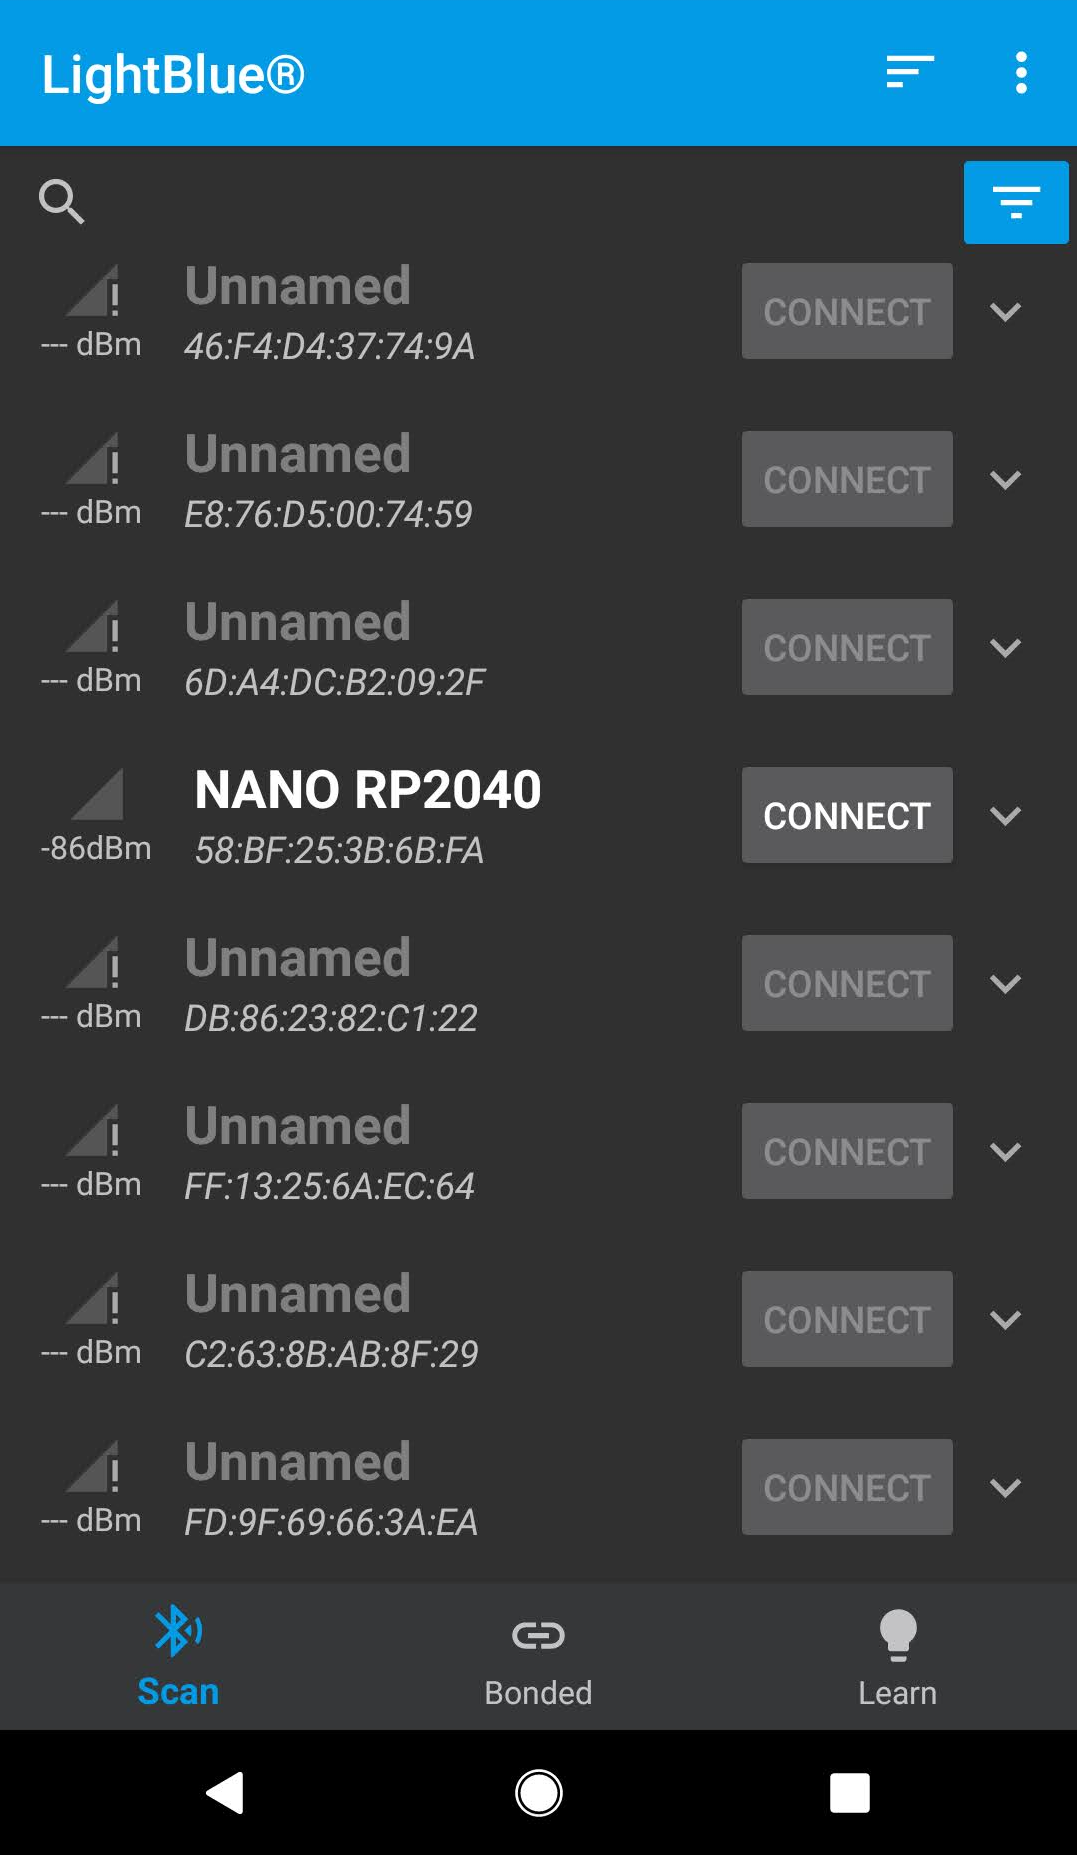 LightBlue®
Unnamed
CONNECT
--- dBm
46:F4:D4:37:74:9A
Unnamed
CONNECT
--- dBm
E8:76:D5:00:74:59
Unnamed
CONNECT
--- dBm
6D:A4:DC:B2:09:2F
NANO RP2040
CONNECT
-86dBm
58:BF:25:3B:6B:FA
Unnamed
CONNECT
--- dBm
DB:86:23:82:C1:22
Unnamed
CONNECT
--- dBm
FF:13:25:6A:EC:64
Unnamed
CONNECT
--- dBm
C2:63:8B:AB:8F:29
Unnamed
CONNECT
--- dBm
FD:9F:69:66:3A:EA
Scan
Bonded
Learn